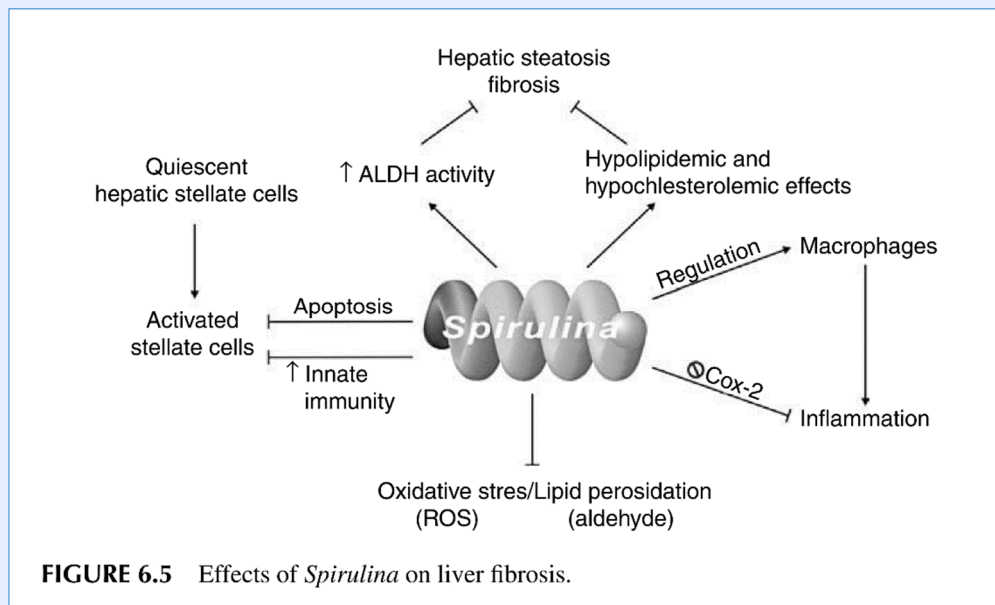 Hepatic steatosis
fibrosis
Quiescent
hepatic stellate cells
↑ ALDH activity
Hypolipidemic and
hypochlesterolemic effects
Regulation
Macrophages
Activated
stellate cells
Apoptosis
Spirulina
↑ Innate
immunity
🛇Cox-2
Inflammation
Oxidative stres/Lipid perosidation
(ROS) (aldehyde)
FIGURE 6.5 Effects of Spirulina on liver fibrosis.